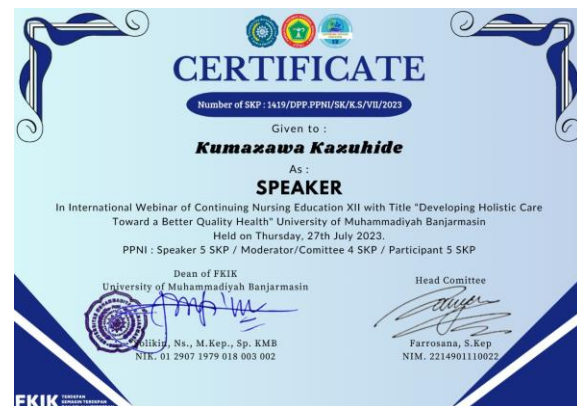 CERTIFICATE
Number of SKP : 1419/DPP.PPNI/SK/K.S/VII/2023
Given to :
Kumazawa Kazuhide
As :
SPEAKER
In International Webinar of Continuing Nursing Education XII with Title "Developing Holistic Care
Toward a Better Quality Health" University of Muhammadiyah Banjarmasin
Held on Thursday, 27th July 2023.
PPNI : Speaker 5 SKP / Moderator/Comittee 4 SKP / Participant 5 SKP
Dean of FKIK
University of Muhammadiyah Banjarmasin
Solikin, Ns., M.Kep., Sp. KMB
NIK. 01 2907 1979 018 003 002
Head Comittee
Farrosana, S.Kep
NIM. 2214901110022
FKIK TEREDEPAN